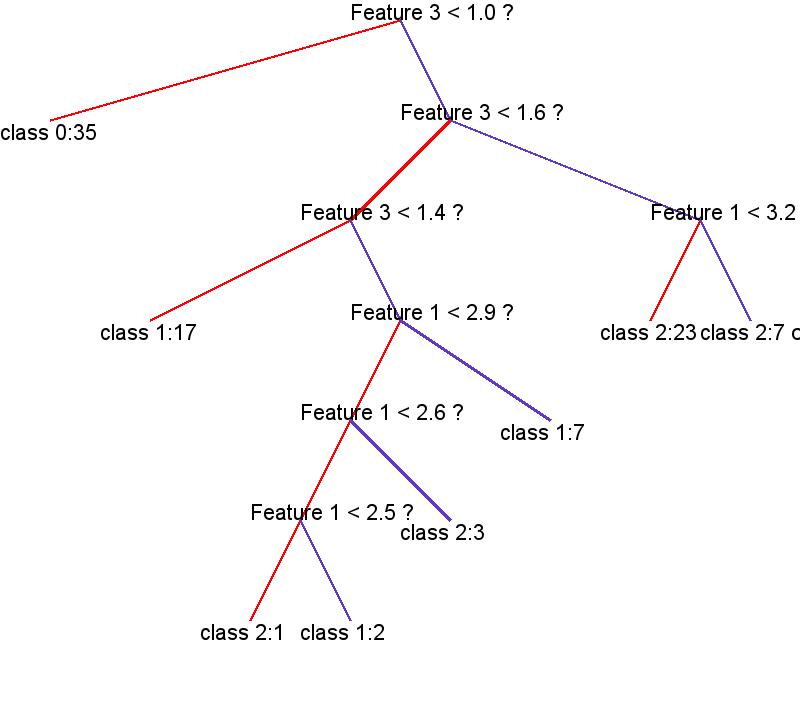 Feature 3 < 1.0 ?
Feature 3 < 1.6 ?
class 0:35
Feature 3 < 1.4 ?
Feature 1 < 3.2
class 1:17
Feature 1 < 2.9 ?
class 2:23
class 2:7
Feature 1 < 2.6 ?
class 1:7
Feature 1 < 2.5 ?
class 2:3
class 2:1
class 1:2